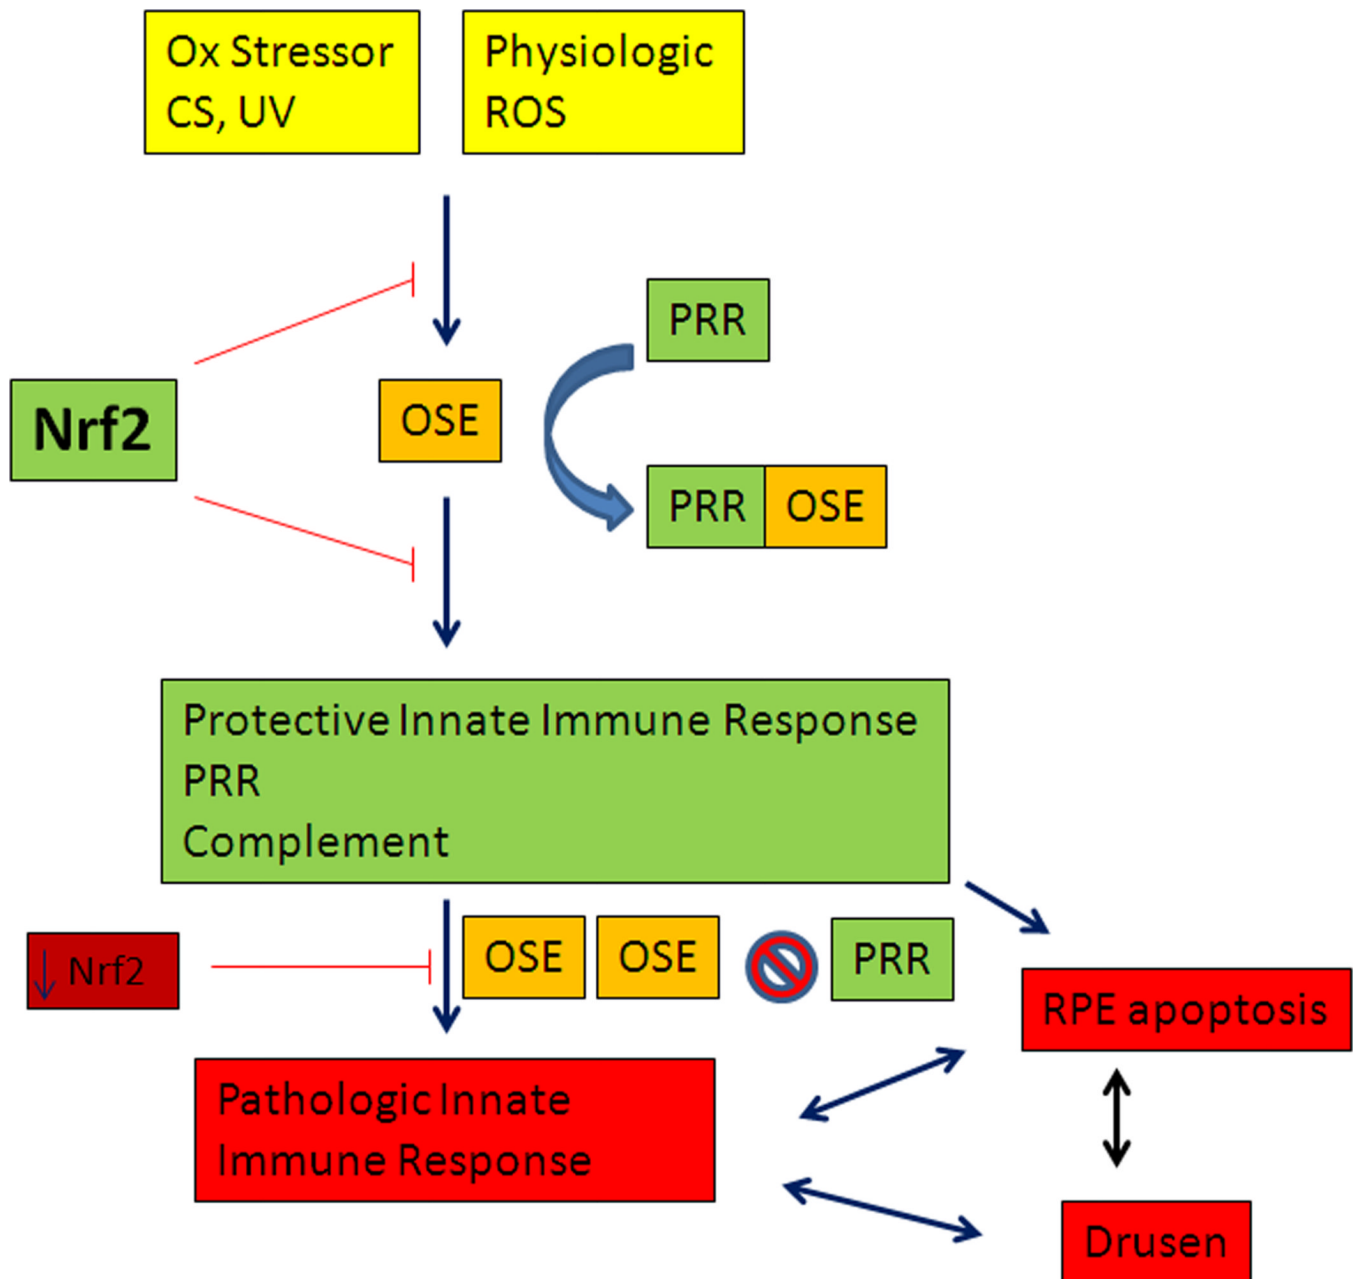 Ox Stressor
CS, UV
Physiologic
ROS
PRR
Nrf2
OSE
PRR OSE
Protective Innate Immune Response
PRR
Complement
OSE OSE PRR
Nrf2
RPE apoptosis
Pathologic Innate
Immune Response
Drusen